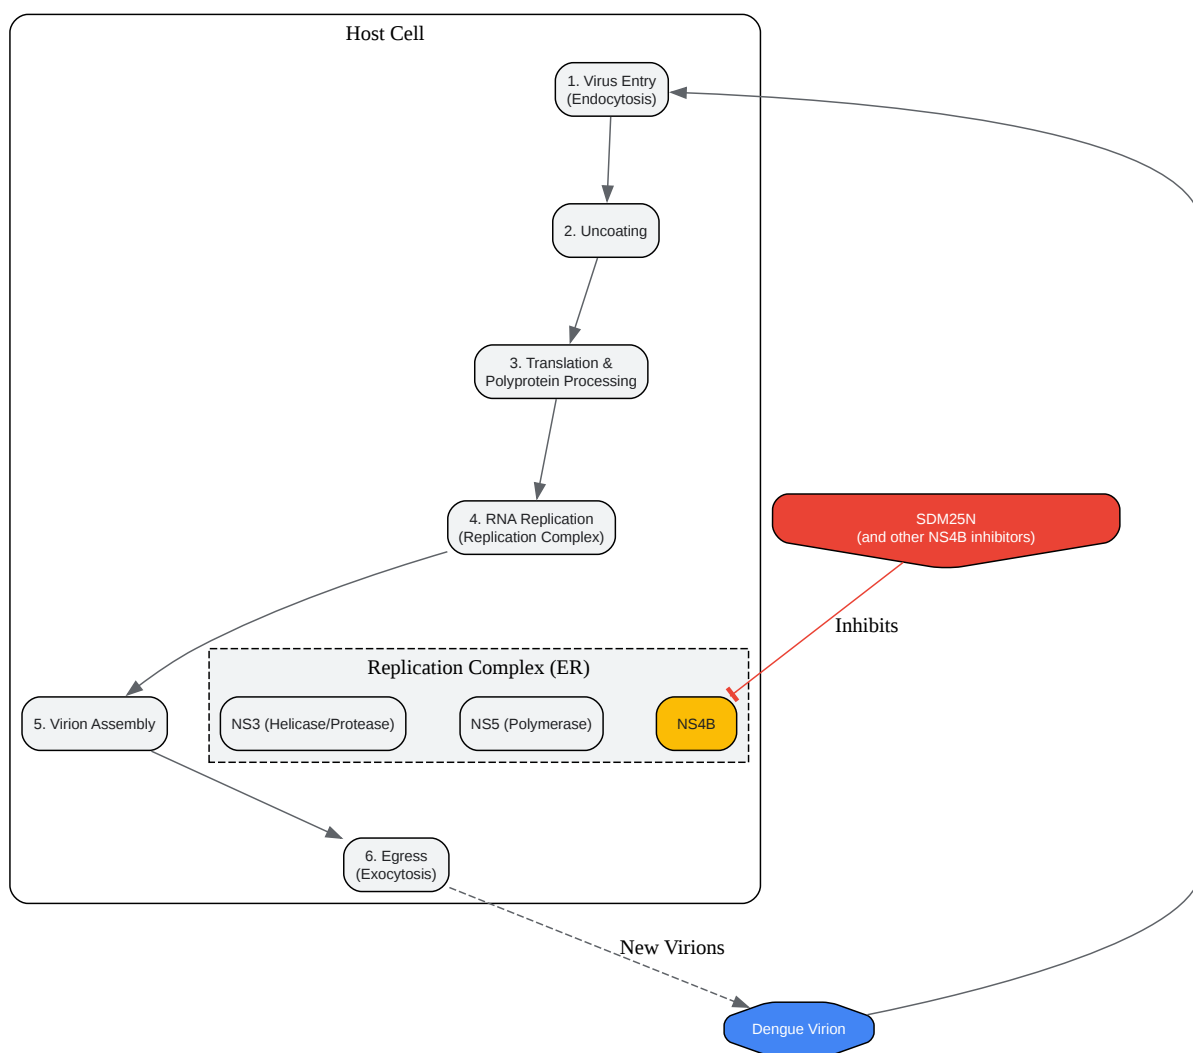 Host Cell
1. Virus Entry
(Endocytosis)
2. Uncoating
3. Translation &
Polyprotein Processing
4. RNA Replication
(Replication Complex)
SDM25N
(and other NS4B inhibitors)
Inhibits
Replication Complex (ER)
5. Virion Assembly
NS3 (Helicase/Protease)
NS5 (Polymerase)
NS4B
6. Egress
(Exocytosis)
New Virions
Dengue Virion